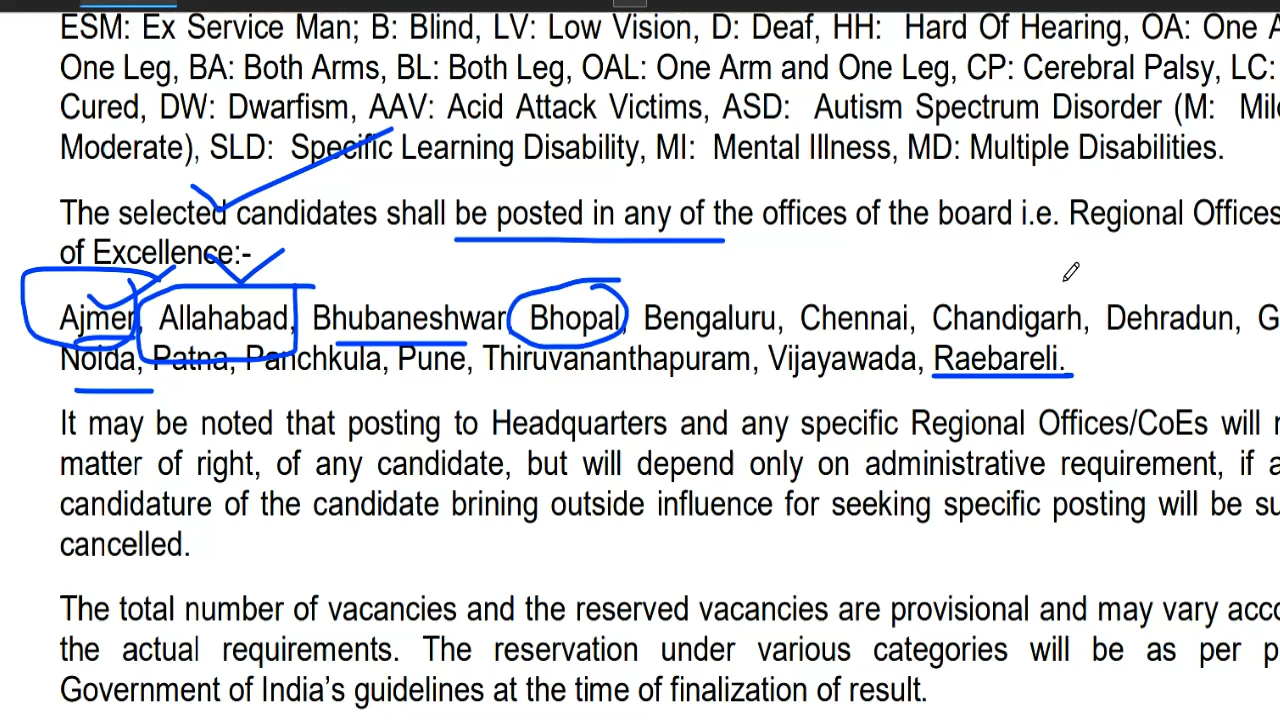 ESM: Ex Service Man; B: Blind, LV: Low Vision, D: Deaf, HH: Hard Of Hearing, OA: One
One Leg, BA: Both Arms, BL: Both Leg, OAL: One Arm and One Leg, CP: Cerebral Palsy, LC:
Cured, DW: Dwarfism, AAV: Acid Attack Victims, ASD: Autism Spectrum Disorder (M:
Moderate), SLD: Specific Learning Disability, MI: Mental Illness, MD: Multiple Disabilities.
The selected candidates shall be posted in any of the offices of the board i.e. Regional Offices
of Excellence:-
Ajmer, Allahabad, Bhubaneshwar, Bhopal, Bengaluru, Chennai, Chandigarh, Dehradun,
Noida, Patna, Panchkula, Pune, Thiruvananthapuram, Vijayawada, Raebareli.
It may be noted that posting to Headquarters and any specific Regional Offices/CoEs will
matter of right, of any candidate, but will depend only on administrative requirement, if
candidature of the candidate brining outside influence for seeking specific posting will be
cancelled.
The total number of vacancies and the reserved vacancies are provisional and may vary
the actual requirements. The reservation under various categories will be as per
Government of India's guidelines at the time of finalization of result.